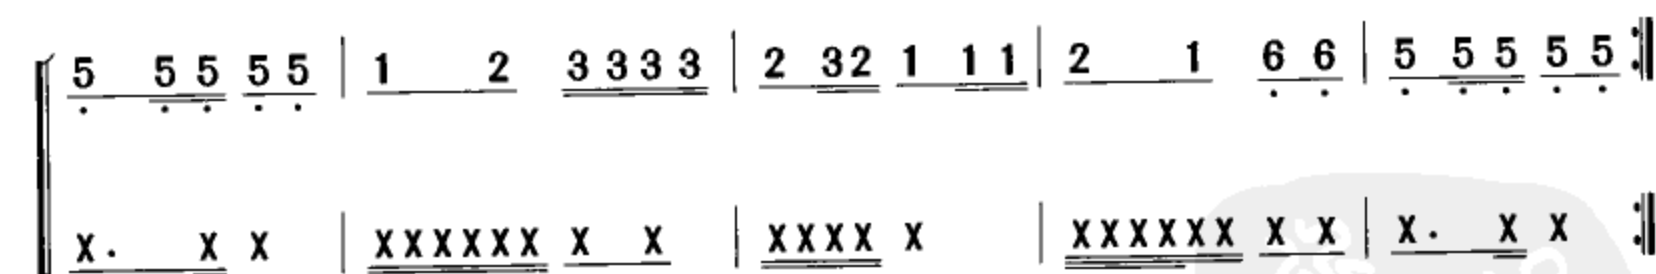 5 5 5 5 5 | 1 2 3 3 3 3 | 2 3 2 1 1 1 | 2 1 6 6 | 5 5 5 5 5 :|
X . X X | X X X X X X X X | X X X X X | X X X X X X X X | X . X X :|